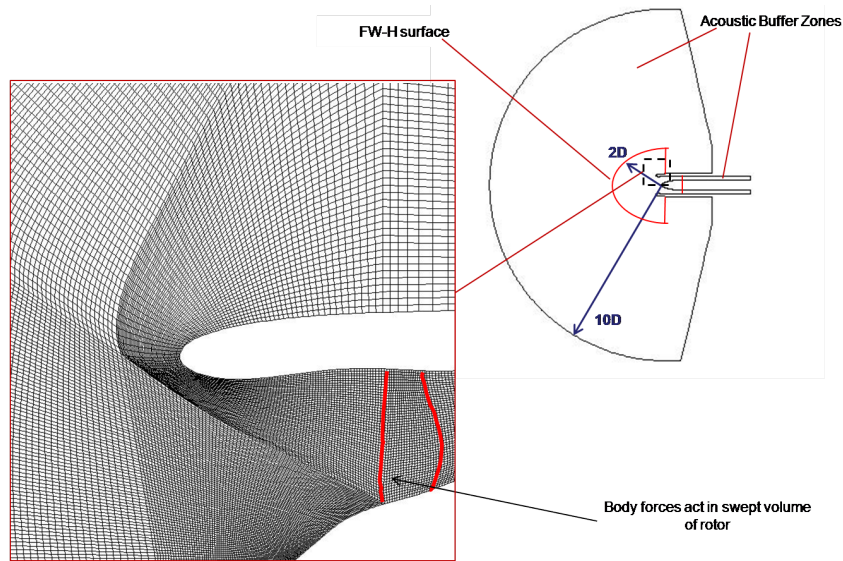 FW-H surface
Acoustic Buffer Zones
2D
10D
Body forces act in swept volume
of rotor